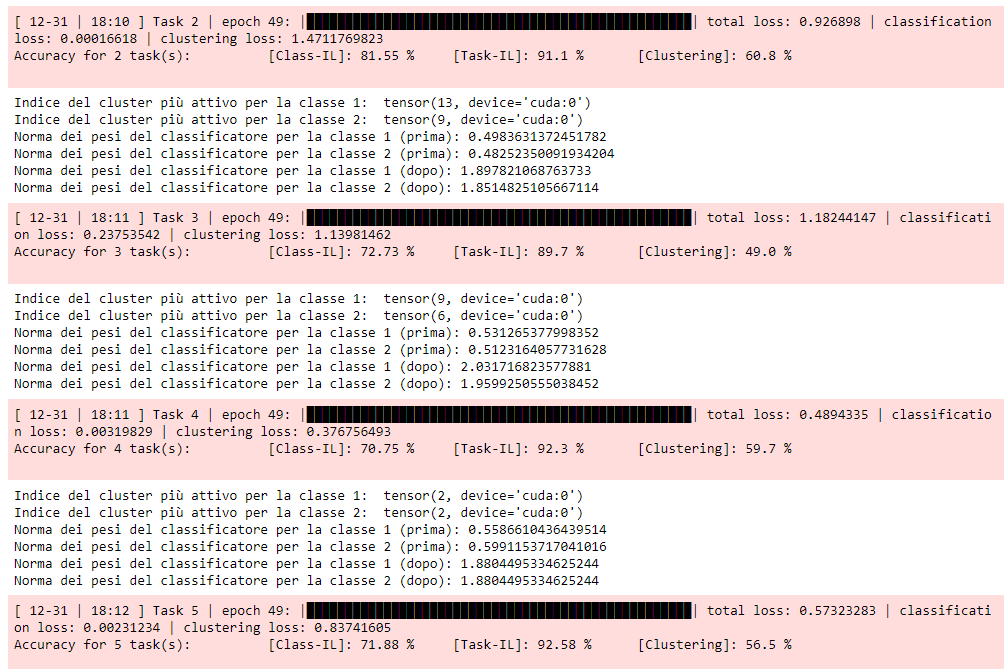 [ 12-31 | 18:10 ] Task 2 | epoch 49: |████████████████████████████████████████████████| total loss: 0.926898 | classification
loss: 0.00016618 | clustering loss: 1.4711769823
Accuracy for 2 task(s): [Class-IL]: 81.55 % [Task-IL]: 91.1 % [Clustering]: 60.8 %
Indice del cluster più attivo per la classe 1: tensor(13, device='cuda:0')
Indice del cluster più attivo per la classe 2: tensor(9, device='cuda:0')
Norma dei pesi del classificatore per la classe 1 (prima): 0.4983631372451782
Norma dei pesi del classificatore per la classe 2 (prima): 0.48252350091934204
Norma dei pesi del classificatore per la classe 1 (dopo): 1.897821068763733
Norma dei pesi del classificatore per la classe 2 (dopo): 1.8514825105667114
[ 12-31 | 18:11 ] Task 3 | epoch 49: |████████████████████████████████████████████████| total loss: 1.18244147 | classificati
on loss: 0.23753542 | clustering loss: 1.13981462
Accuracy for 3 task(s): [Class-IL]: 72.73 % [Task-IL]: 89.7 % [Clustering]: 49.0 %
Indice del cluster più attivo per la classe 1: tensor(9, device='cuda:0')
Indice del cluster più attivo per la classe 2: tensor(6, device='cuda:0')
Norma dei pesi del classificatore per la classe 1 (prima): 0.531265377998352
Norma dei pesi del classificatore per la classe 2 (prima): 0.5123164057731628
Norma dei pesi del classificatore per la classe 1 (dopo): 2.031716823577881
Norma dei pesi del classificatore per la classe 2 (dopo): 1.9599250555038452
[ 12-31 | 18:11 ] Task 4 | epoch 49: |████████████████████████████████████████████████| total loss: 0.4894335 | classificatio
n loss: 0.00319829 | clustering loss: 0.376756493
Accuracy for 4 task(s): [Class-IL]: 70.75 % [Task-IL]: 92.3 % [Clustering]: 59.7 %
Indice del cluster più attivo per la classe 1: tensor(2, device='cuda:0')
Indice del cluster più attivo per la classe 2: tensor(2, device='cuda:0')
Norma dei pesi del classificatore per la classe 1 (prima): 0.5586610436439514
Norma dei pesi del classificatore per la classe 2 (prima): 0.5991153717041016
Norma dei pesi del classificatore per la classe 1 (dopo): 1.8804495334625244
Norma dei pesi del classificatore per la classe 2 (dopo): 1.8804495334625244
[ 12-31 | 18:12 ] Task 5 | epoch 49: |████████████████████████████████████████████████| total loss: 0.57323283 | classificati
on loss: 0.00231234 | clustering loss: 0.83741605
Accuracy for 5 task(s): [Class-IL]: 71.88 % [Task-IL]: 92.58 % [Clustering]: 56.5 %